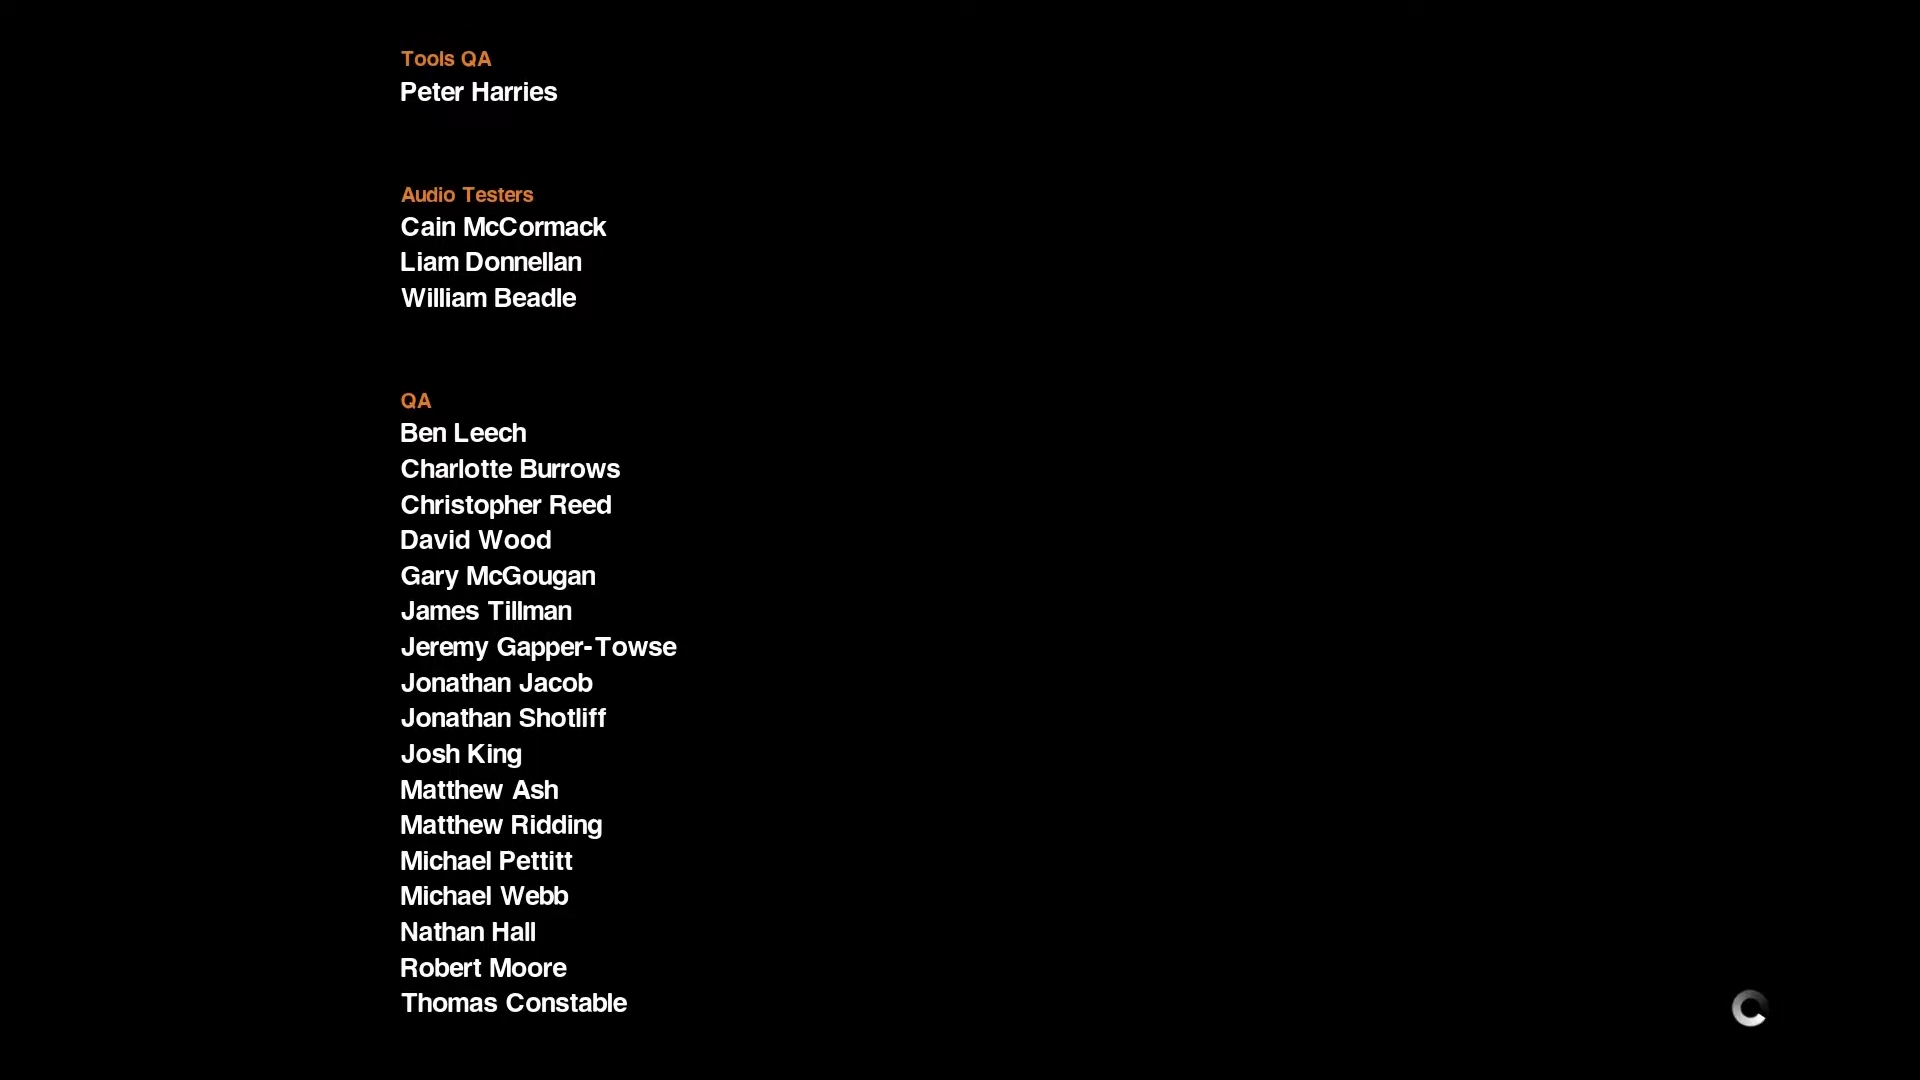 Tools QA
Peter Harries
Audio Testers
Cain McCormack
Liam Donnellan
William Beadle
QA
Ben Leech
Charlotte Burrows
Christopher Reed
David Wood
Gary McGougan
James Tillman
Jeremy Gapper-Towse
Jonathan Jacob
Jonathan Shotliff
Josh King
Matthew Ash
Matthew Ridding
Michael Pettitt
Michael Webb
Nathan Hall
Robert Moore
Thomas Constable